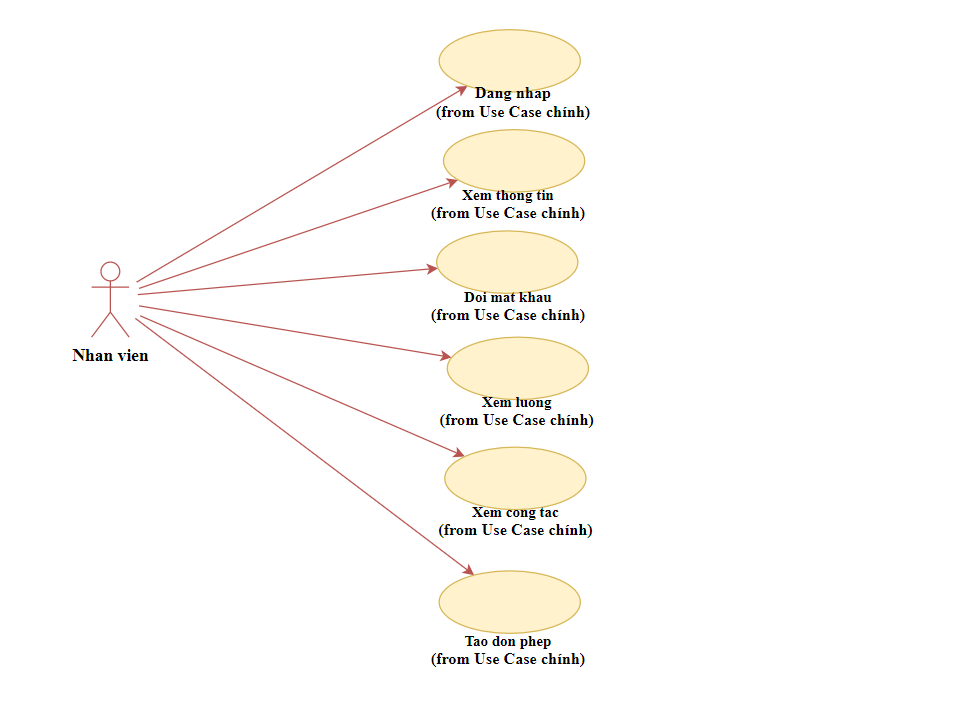 Dang nhap
(from Use Case chính)
Xem thong tin
(from Use Case chính)
Doi mat khau
(from Use Case chính)
Nhan vien
Xem luong
(from Use Case chính)
Xem cong tac
(from Use Case chính)
Tao don phep
(from Use Case chính)